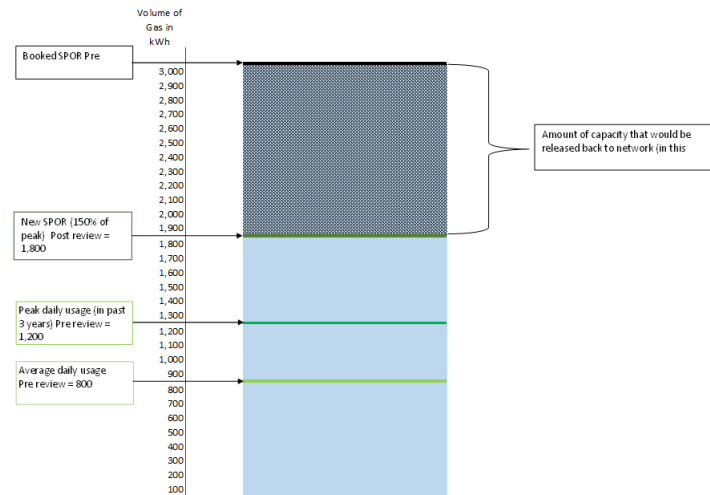 Volume of
Gas in
kWh
Booked SPOR Pre
3,000
2,900
2,800
2,700
2,600
2,500
2,400
2,300
2,200
2,100
2,000
1,900
1,800
1,700
1,600
1,500
1,400
1,300
1,200
1,100
1,000
900
800
700
600
500
400
300
200
100
New SPOR (150% of
peak) Post review =
1,800
Peak daily usage (in past
3 years) Pre review =
1,200
Average daily usage
Pre review = 800
Amount of capacity that would be
released back to network (in this